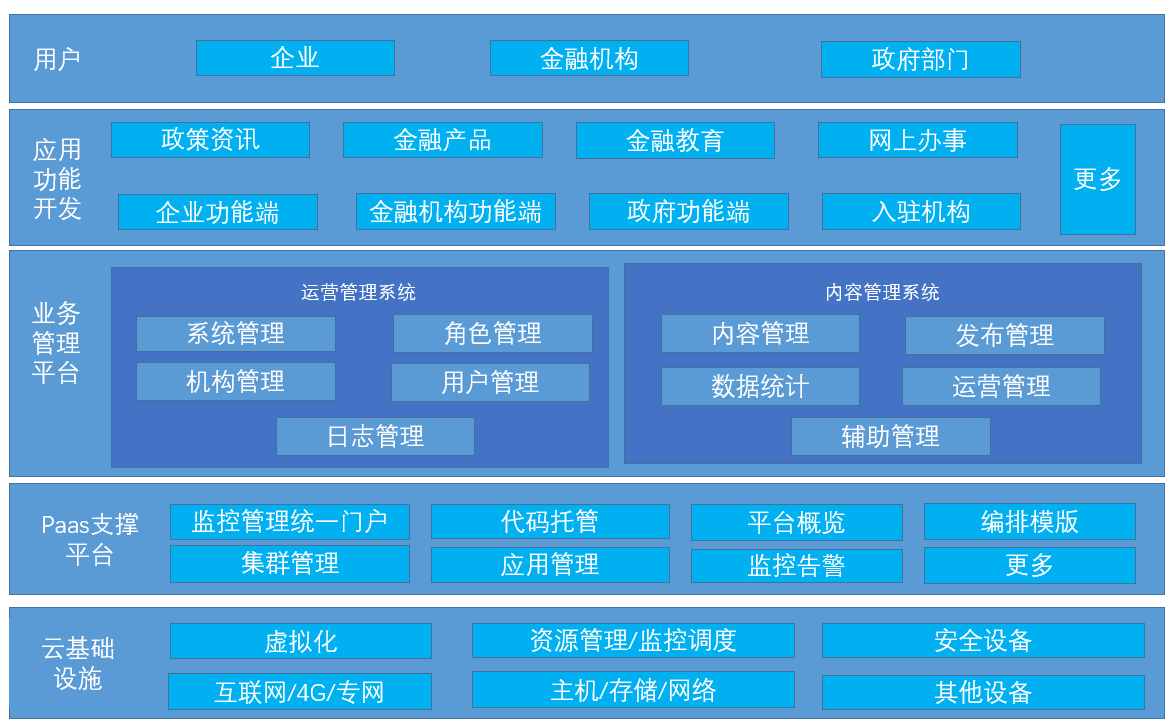 用户
企业
金融机构
政府部门
应用
功能
开发
政策资讯
金融产品
金融教育
网上办事
更多
企业功能端
金融机构功能端
政府功能端
入驻机构
业务
管理
平台
运营管理系统
系统管理
角色管理
机构管理
用户管理
日志管理
内容管理系统
内容管理
发布管理
数据统计
运营管理
辅助管理
Paas支撑
平台
监控管理统一门户
代码托管
平台概览
编排模版
集群管理
应用管理
监控告警
更多
云基础
设施
虚拟化
资源管理/监控调度
安全设备
互联网/4G/专网
主机/存储/网络
其他设备